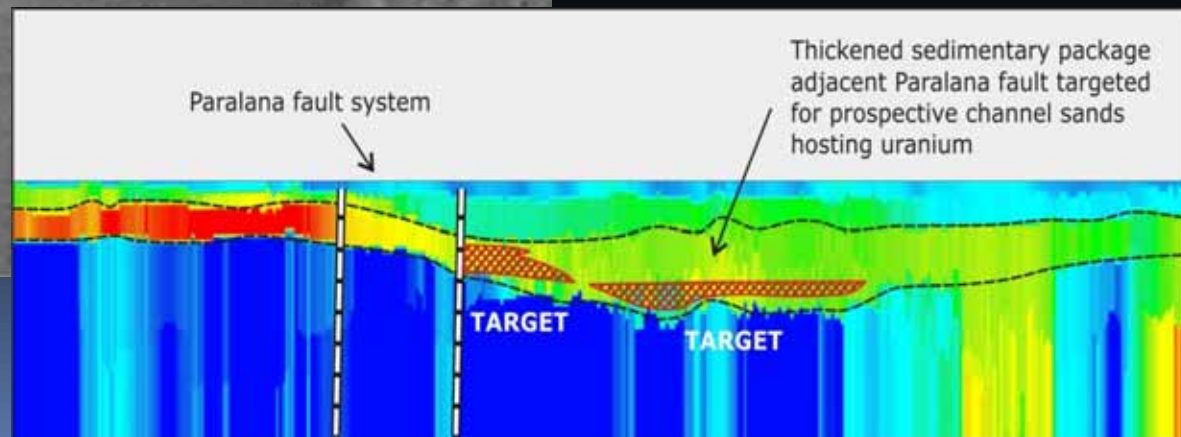 Paralana fault system
Thickened sedimentary package
adjacent Paralana fault targeted
for prospective channel sands
hosting uranium
TARGET
TARGET